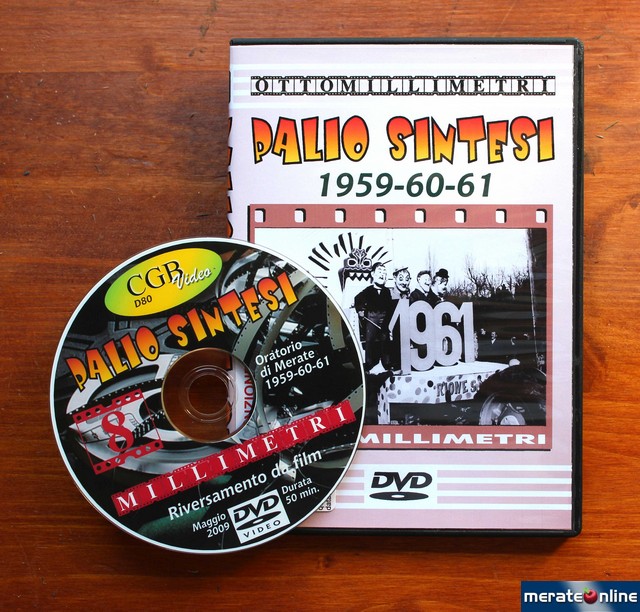 OTTOMILLIMETRI
PALIO SINTESI
1959-60-61
1961
RIONE S
MILLIMETRI
DVD
CGB
Video
D80
PALIO SINTESI
Oratorio
di Merate
1959-60-61
8
MILLIMETRI
Riversamento da film
Maggio
2009
DVD
VIDEO
Durata
50 min.
merateonline